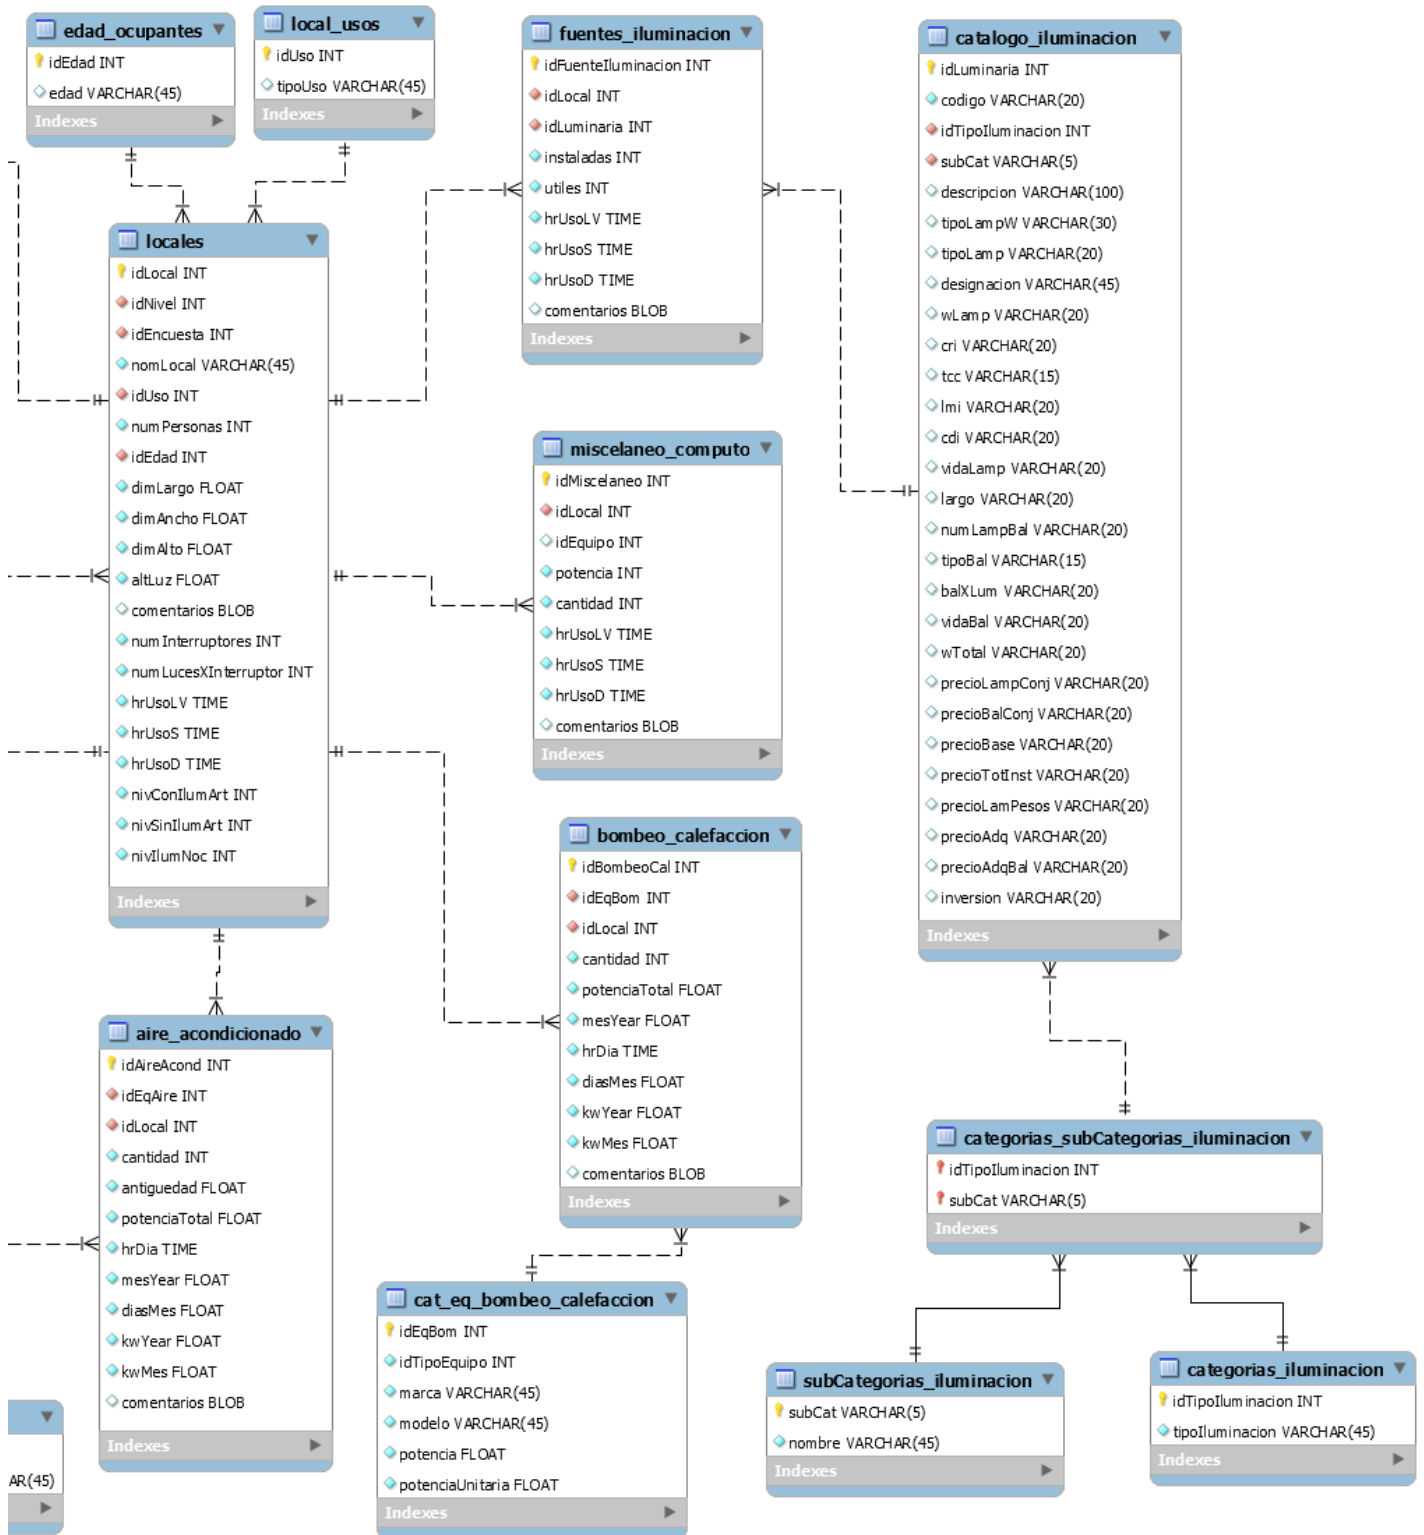 edad_ocupantes
idEdad INT
edad VARCHAR(45)
Indexes
local_usos
idUso INT
tipoUso VARCHAR(45)
Indexes
fuentes_iluminacion
idFuenteIluminacion INT
idLocal INT
idLuminaria INT
instaladas INT
utiles INT
hrUsoLV TIME
hrUsoS TIME
hrUsoD TIME
comentarios BLOB
Indexes
catalogo_iluminacion
idLuminaria INT
codigo VARCHAR(20)
idTipoIluminacion INT
subCat VARCHAR(5)
descripcion VARCHAR(100)
tipoLampW VARCHAR(30)
tipoLamp VARCHAR(20)
designacion VARCHAR(45)
wLamp VARCHAR(20)
cri VARCHAR(20)
tcc VARCHAR(15)
lmi VARCHAR(20)
cdi VARCHAR(20)
vidaLamp VARCHAR(20)
largo VARCHAR(20)
numLampBal VARCHAR(20)
tipoBal VARCHAR(15)
balXLum VARCHAR(20)
vidaBal VARCHAR(20)
wTotal VARCHAR(20)
precioLampConj VARCHAR(20)
precioBalConj VARCHAR(20)
precioBase VARCHAR(20)
precioTotInst VARCHAR(20)
precioLamPesos VARCHAR(20)
precioAdq VARCHAR(20)
precioAdqBal VARCHAR(20)
inversion VARCHAR(20)
Indexes
locales
idLocal INT
idNivel INT
idEncuesta INT
nomLocal VARCHAR(45)
idUso INT
numPersonas INT
idEdad INT
dimLargo FLOAT
dimAncho FLOAT
dimAlto FLOAT
altLuz FLOAT
comentarios BLOB
numInterruptores INT
numLucesXInterruptor INT
hrUsoLV TIME
hrUsoS TIME
hrUsoD TIME
nivConIlumArt INT
nivSinIlumArt INT
nivIlumNoc INT
Indexes
miscelaneo_computo
idMiscelaneo INT
idLocal INT
idEquipo INT
potencia INT
cantidad INT
hrUsoLV TIME
hrUsoS TIME
hrUsoD TIME
comentarios BLOB
Indexes
bombeo_calefaccion
idBombeoCal INT
idEqBom INT
idLocal INT
cantidad INT
potenciaTotal FLOAT
mesYear FLOAT
hrDia TIME
diasMes FLOAT
kwYear FLOAT
kwMes FLOAT
comentarios BLOB
Indexes
aire_acondicionado
idAireAcond INT
idEqAire INT
idLocal INT
cantidad INT
antiguedad FLOAT
potenciaTotal FLOAT
hrDia TIME
mesYear FLOAT
diasMes FLOAT
kwYear FLOAT
kwMes FLOAT
comentarios BLOB
Indexes
categorias_subCategorias_iluminacion
idTipoIluminacion INT
subCat VARCHAR(5)
Indexes
cat_eq_bombeo_calefaccion
idEqBom INT
idTipoEquipo INT
marca VARCHAR(45)
modelo VARCHAR(45)
potencia FLOAT
potenciaUnitaria FLOAT
Indexes
subCategorias_iluminacion
subCat VARCHAR(5)
nombre VARCHAR(45)
Indexes
categorias_iluminacion
idTipoIluminacion INT
tipoIluminacion VARCHAR(45)
Indexes
AR(45)